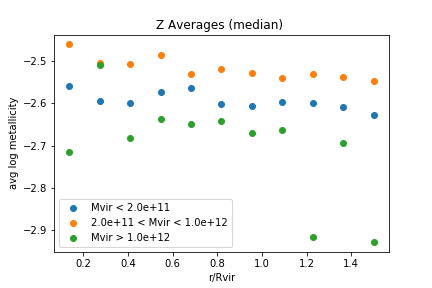 Z Averages (median)
avg log metallicity
−2.5
−2.6
−2.7
−2.8
−2.9
Mvir < 2.0e+11
2.0e+11 < Mvir < 1.0e+12
Mvir > 1.0e+12
0.2 0.4 0.6 0.8 1.0 1.2 1.4
r/Rvir